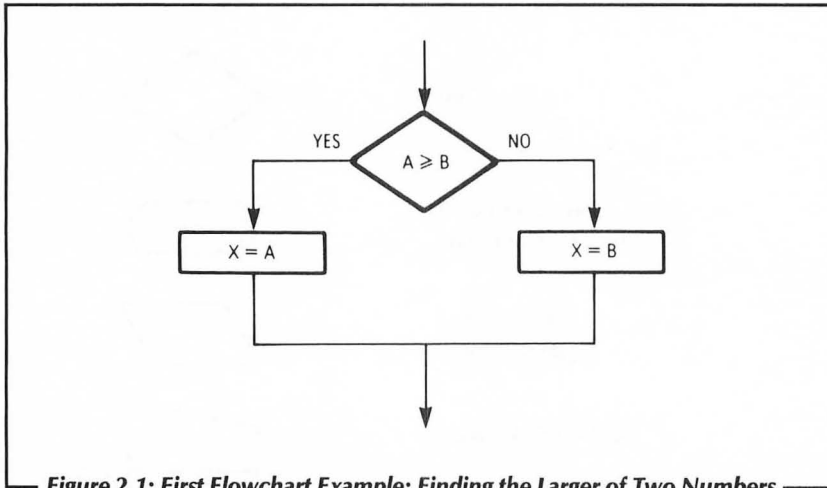 YES
NO
A ⩾ B
X = A
X = B
Figure 2.1: First Flowchart Example: Finding the Larger of Two Numbers